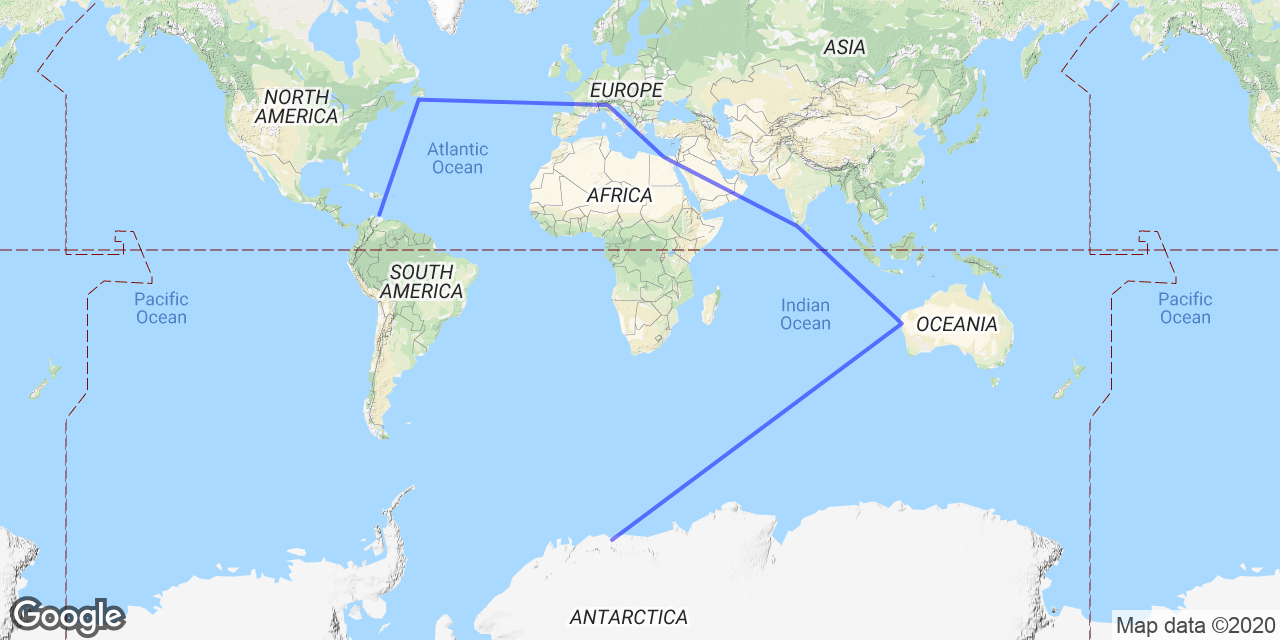 ASIA
EUROPE
NORTH
AMERICA
Atlantic
Ocean
AFRICA
SOUTH
AMERICA
Pacific
Ocean
Indian
Ocean
OCEANIA
Pacific
Ocean
ANTARCTICA
Google
Map data ©2020